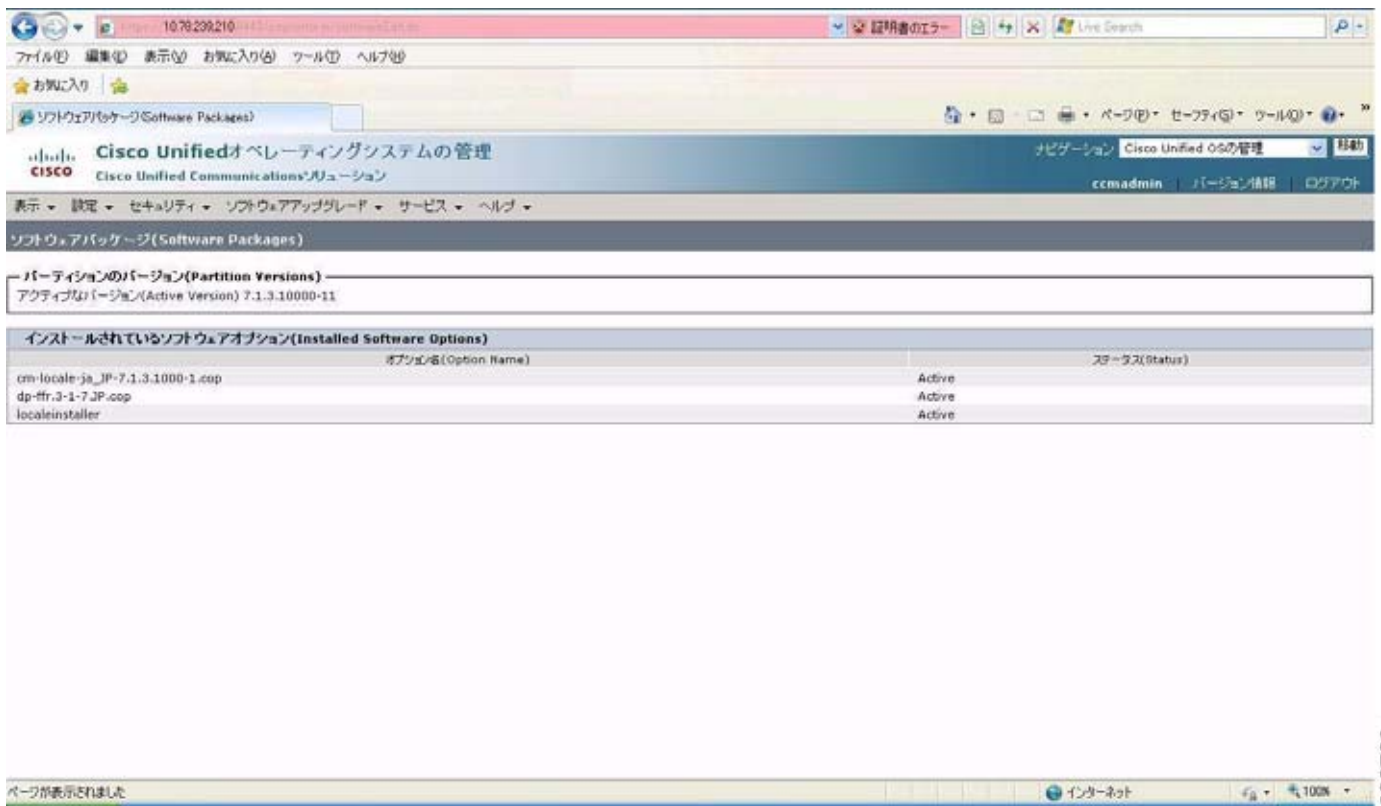 10.78.239.210
証明書のエラー
Live Search
ファイル(F) 編集(E) 表示(V) お気に入り(A) ツール(T) ヘルプ(H)
お気に入り
ソフトウェアパッケージ(Software Packages)
ページ(P) セーフティ(S) ツール(O)
Cisco Unifiedオペレーティングシステムの管理
CISCO
Cisco Unified Communicationsソリューション
ナビゲーション Cisco Unified OSの管理 移動
ccmadmin バージョン情報 ログアウト
表示 設定 セキュリティ ソフトウェアアップグレード サービス ヘルプ
ソフトウェアパッケージ(Software Packages)
パーティションのバージョン(Partition Versions)
アクティブなバージョン(Active Version) 7.1.3.10000-11
インストールされているソフトウェアオプション(Installed Software Options)
オプション名(Option Name) ステータス(Status)
cm-locale-ja_JP-7.1.3.1000-1.cop Active
dp-ffr.3-1-7.JP.cop Active
localeinstaller Active
ページが表示されました
インターネット
100%